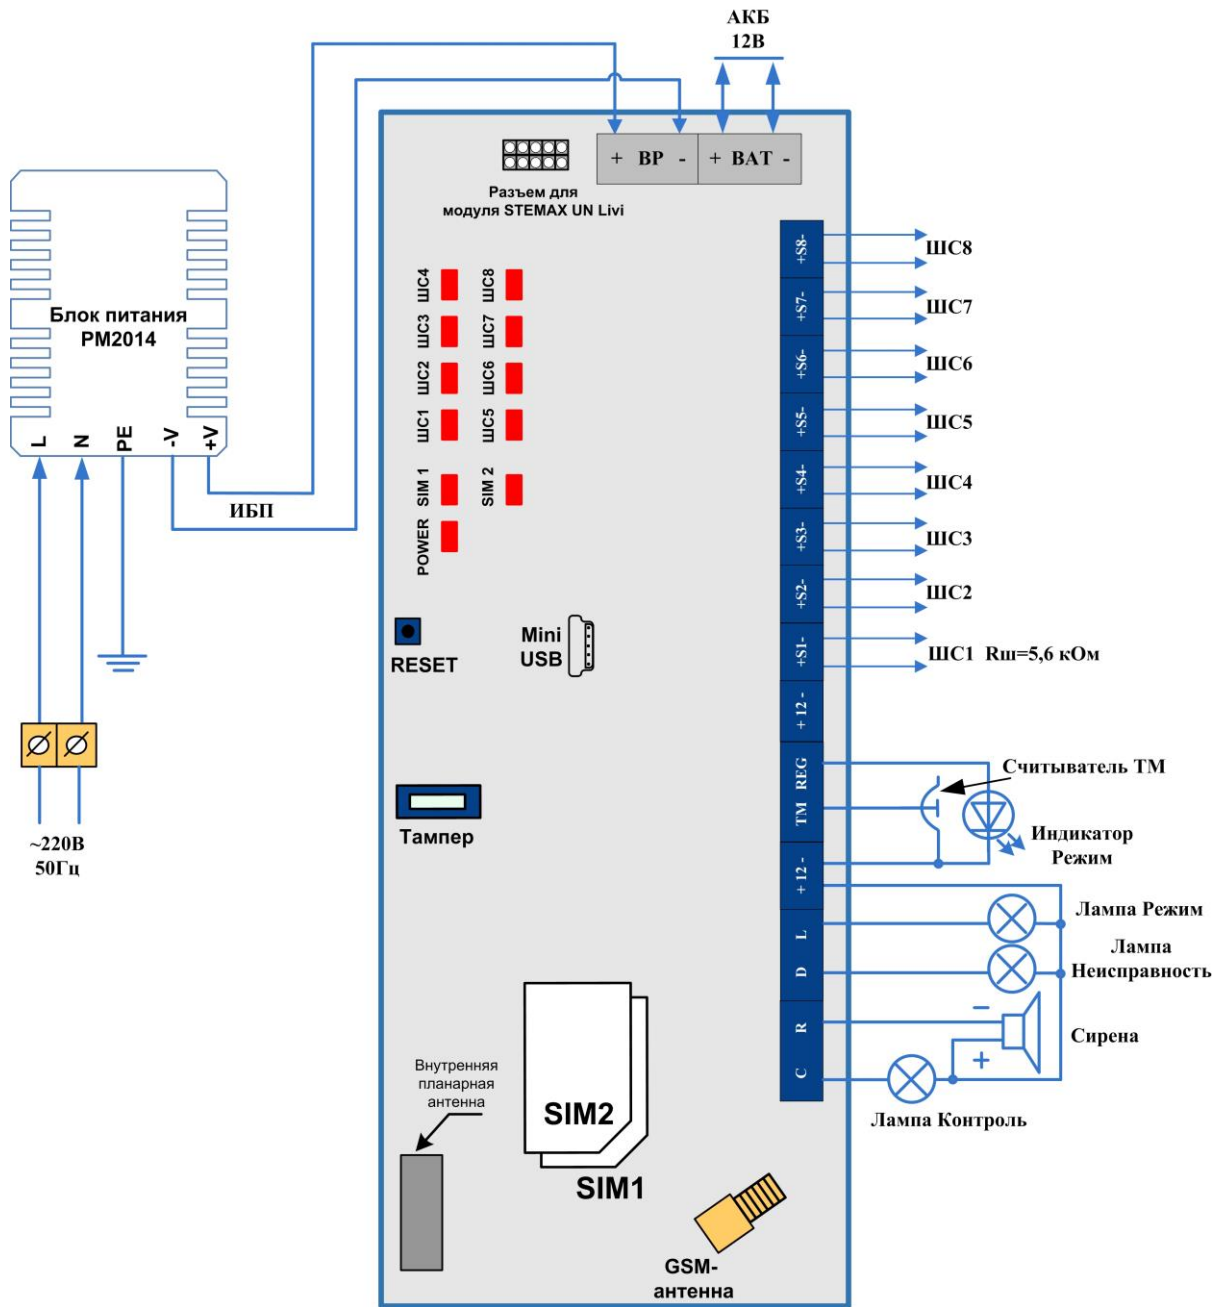 АКБ
12В
+ BP -
+ BAT -
Разъем для
модуля STEMAX UN Livi
Блок питания
PM2014
L
N
PE
-V
+V
ИБП
~220В
50Гц
ШС4
ШС8
ШС3
ШС7
ШС2
ШС6
ШС1
ШС5
SIM 1
SIM 2
POWER
RESET
Mini
USB
Тампер
+S8-
+S7-
+S6-
+S5-
+S4-
+S3-
+S2-
+S1-
+ 12 -
TM REG
+ 12 -
D L
C R
ШС8
ШС7
ШС6
ШС5
ШС4
ШС3
ШС2
ШС1 Rш=5,6 кОм
Считыватель ТМ
Индикатор
Режим
Лампа Режим
Лампа
Неисправность
−
+
Сирена
Лампа Контроль
Внутренняя
планарная
антенна
SIM2
SIM1
GSM-
антенна